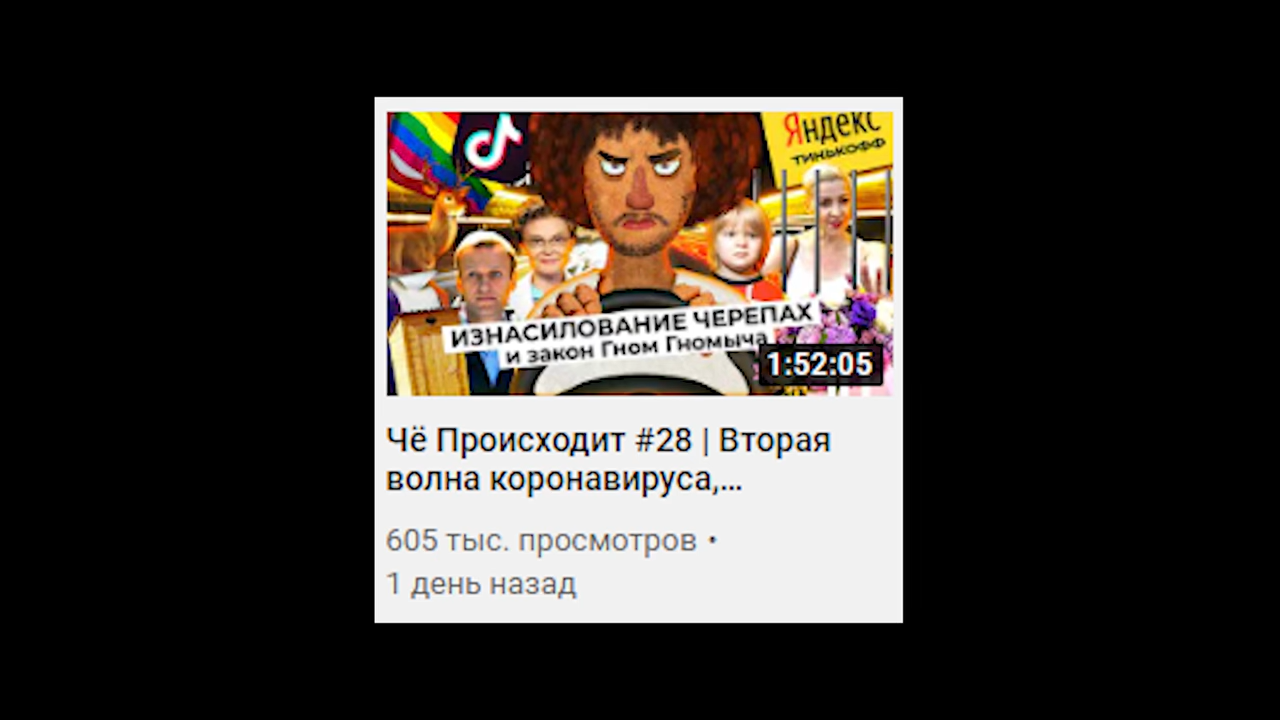 Яндекс
тинькофф
ИЗНАСИЛОВАНИЕ ЧЕРЕПАХ
и закон Гном Гномыча
1:52:05
Чё Происходит #28 | Вторая
волна коронавируса,...
605 тыс. просмотров •
1 день назад